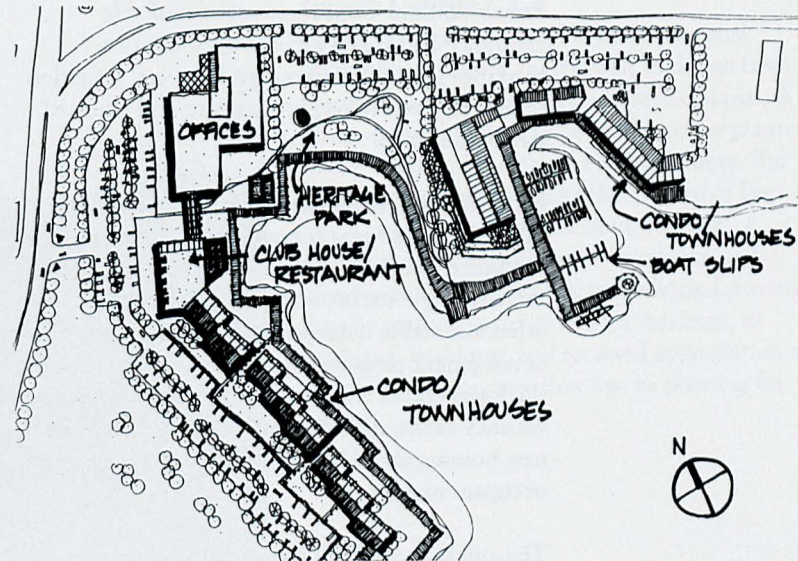 OFFICES
HERITAGE
PARK
CLUB HOUSE/
RESTAURANT
CONDO/
TOWNHOUSES
BOAT SLIPS
CONDO/
TOWNHOUSES
N